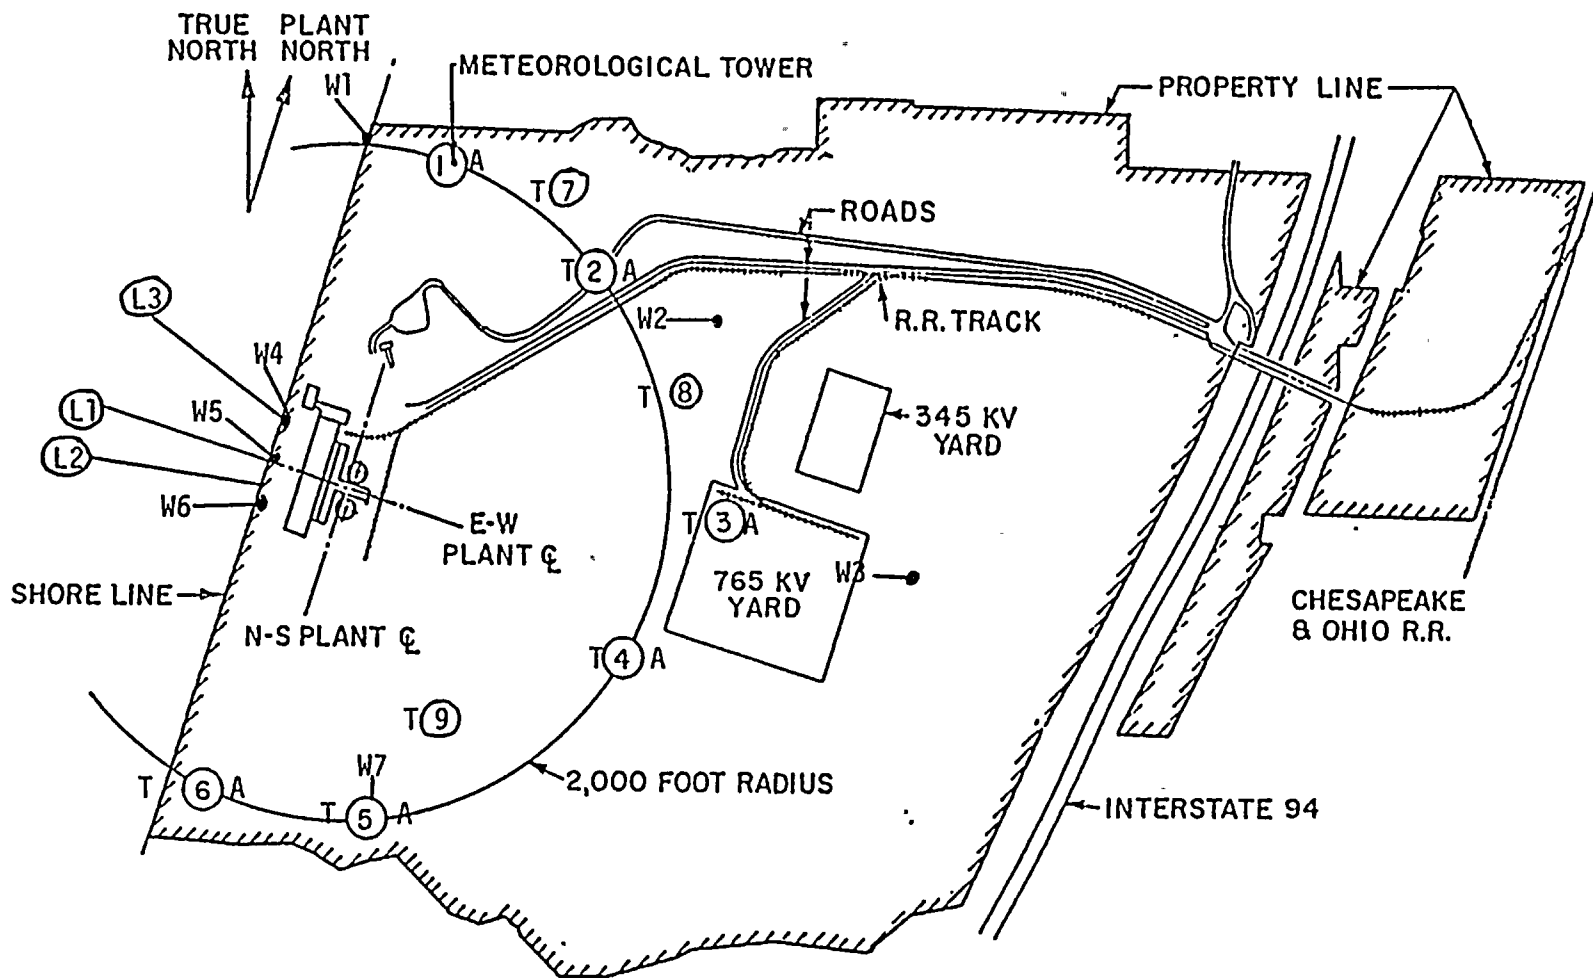 TRUE NORTH
PLANT NORTH
W1
METEOROLOGICAL TOWER
PROPERTY LINE
1 A
T 7
ROADS
T 2 A
L3
W2
R.R. TRACK
W4
T 8
L1
W5
345 KV
YARD
L2
W6
T 3 A
E-W
PLANT ℄
765 KV
YARD
W3
SHORE LINE
CHESAPEAKE
& OHIO R.R.
N-S PLANT ℄
T 4 A
T 9
W7
2,000 FOOT RADIUS
T 6 A
T 5 A
INTERSTATE 94